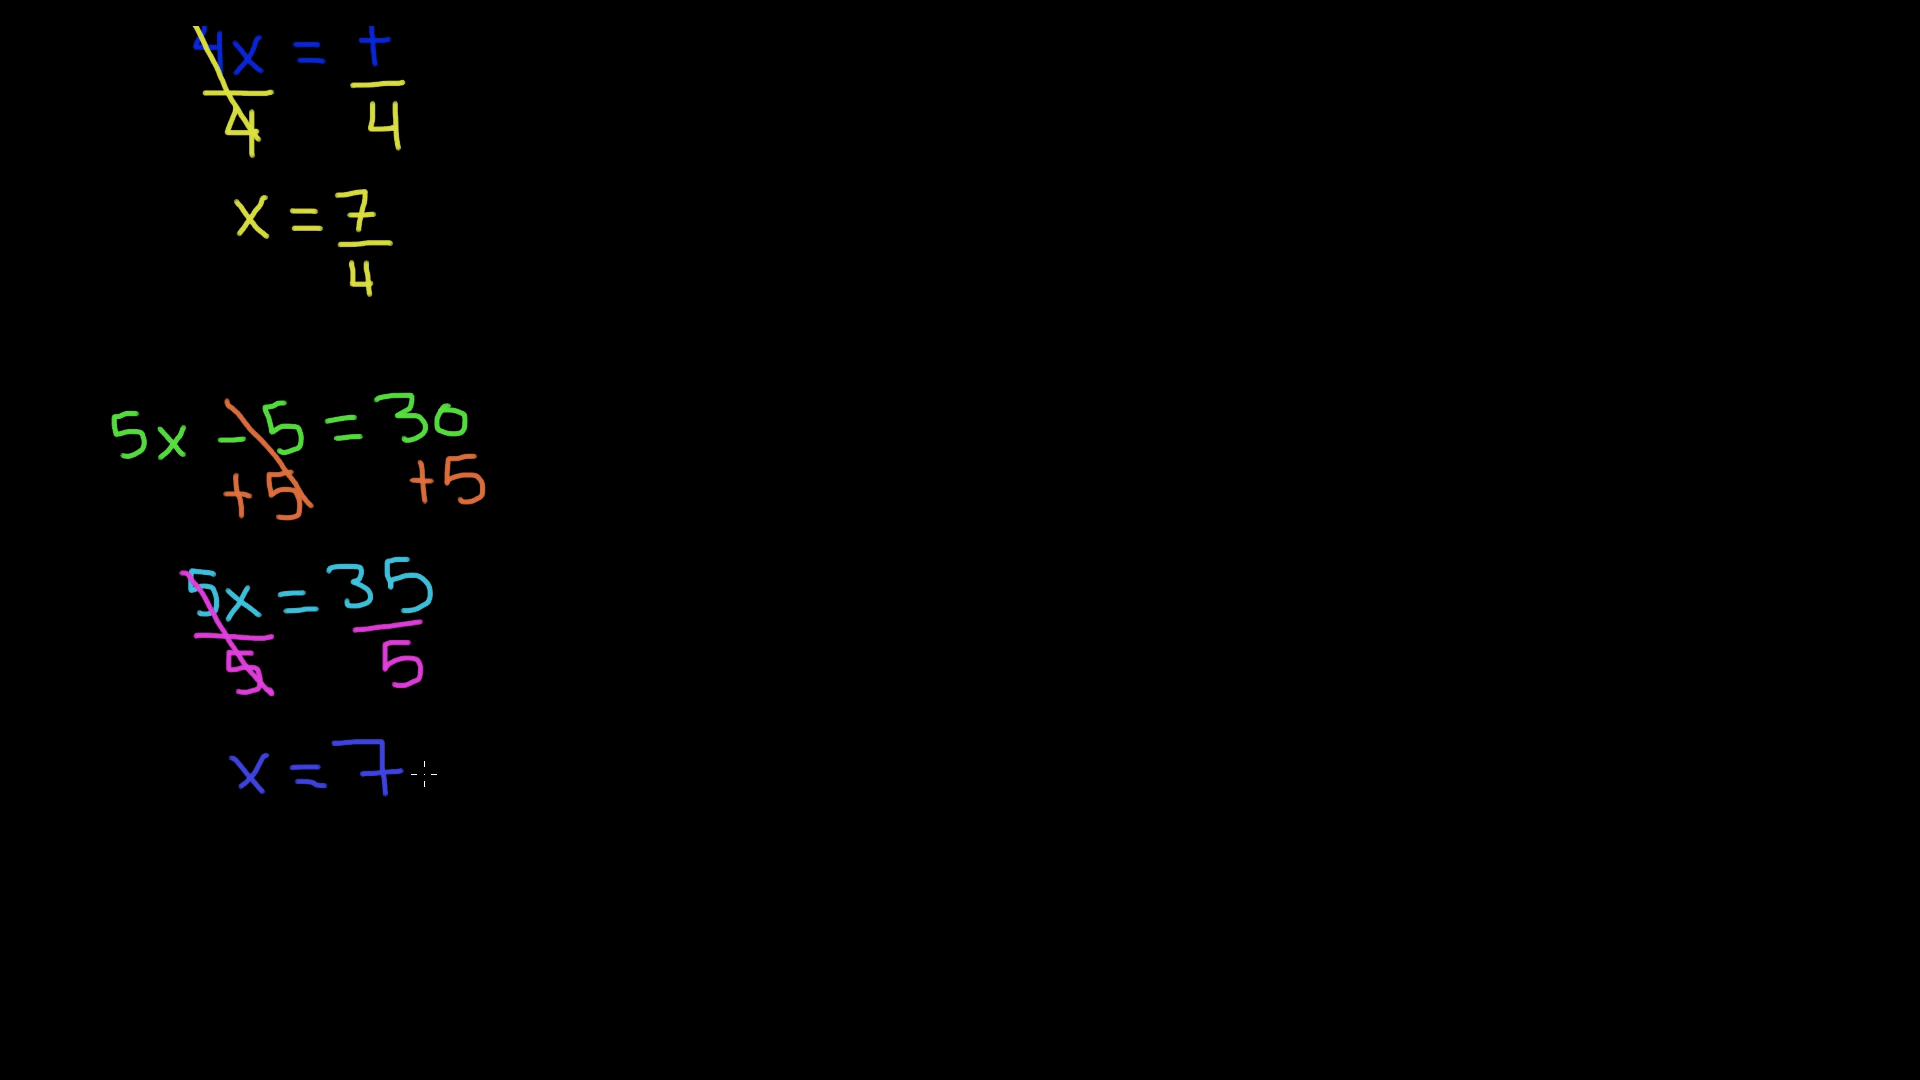 4x = 7
4 4
x = 7
4
5x - 5 = 30
+5 +5
5x = 35
5 5
x = 7